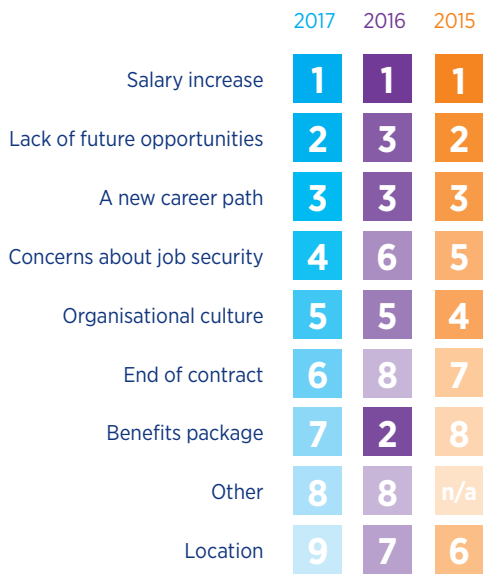 2017 2016 2015
Salary increase 1 1 1
Lack of future opportunities 2 3 2
A new career path 3 3 3
Concerns about job security 4 6 5
Organisational culture 5 5 4
End of contract 6 8 7
Benefits package 7 2 8
Other 8 8 n/a
Location 9 7 6